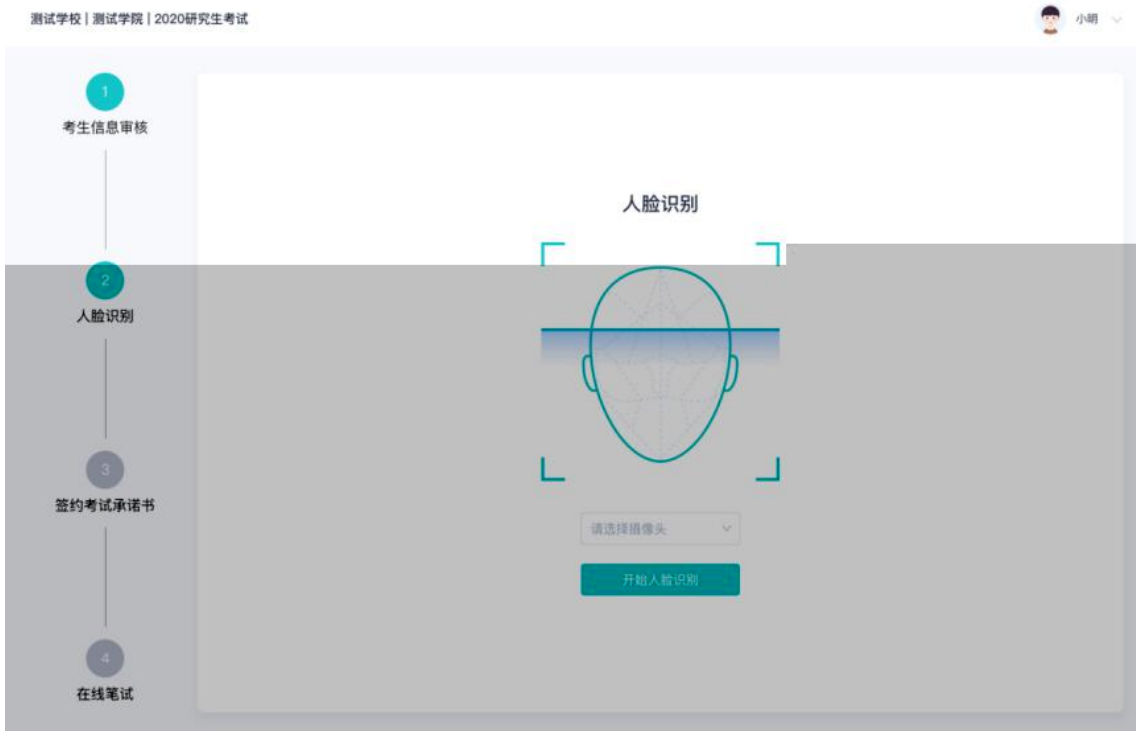 测试学校 | 测试学院 | 2020研究生考试
小明
1
考生信息审核
2
人脸识别
3
签约考试承诺书
4
在线笔试
人脸识别
请选择摄像头
开始人脸识别